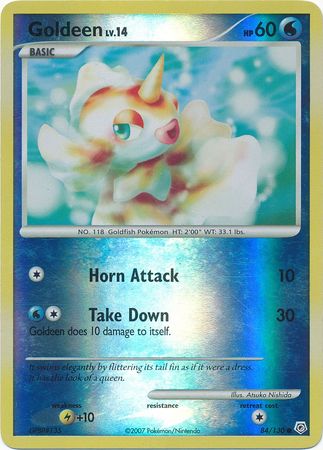 Goldeen LV.14 HP 60
BASIC
NO. 118 Goldfish Pokémon HT: 2'00" WT: 33.1 lbs.
Horn Attack 10
Take Down 30
Goldeen does 10 damage to itself.
It swims elegantly by flittering its tail fin as if it were a dress.
It has the look of a queen.
Illus. Atsuko Nishida
weakness resistance retreat cost
+10
©2007 Pokémon/Nintendo 84/130